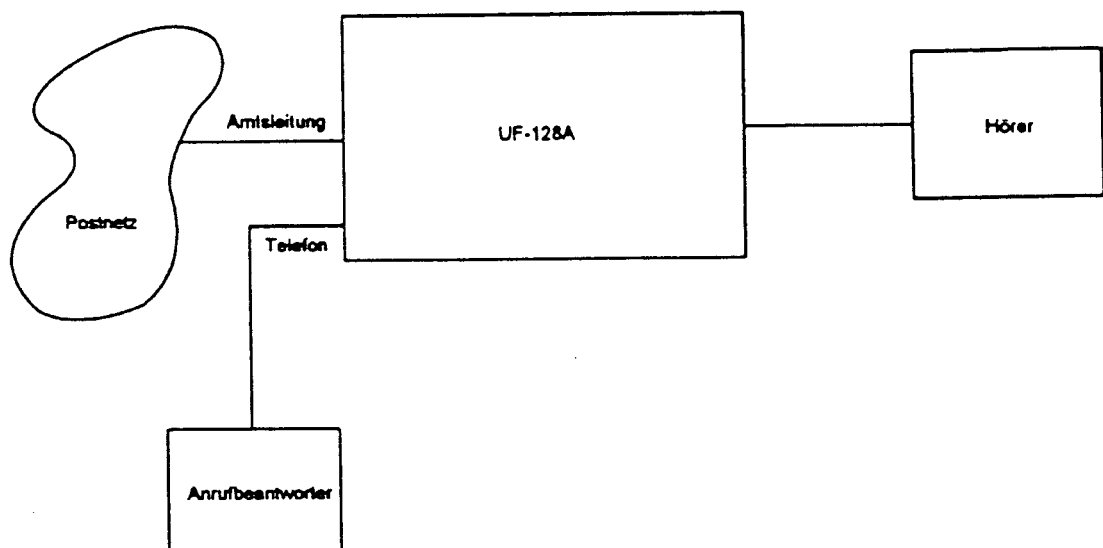 Amtsleitung
UF-128A
Hörer
Postnetz
Telefon
Anrufbeantworter